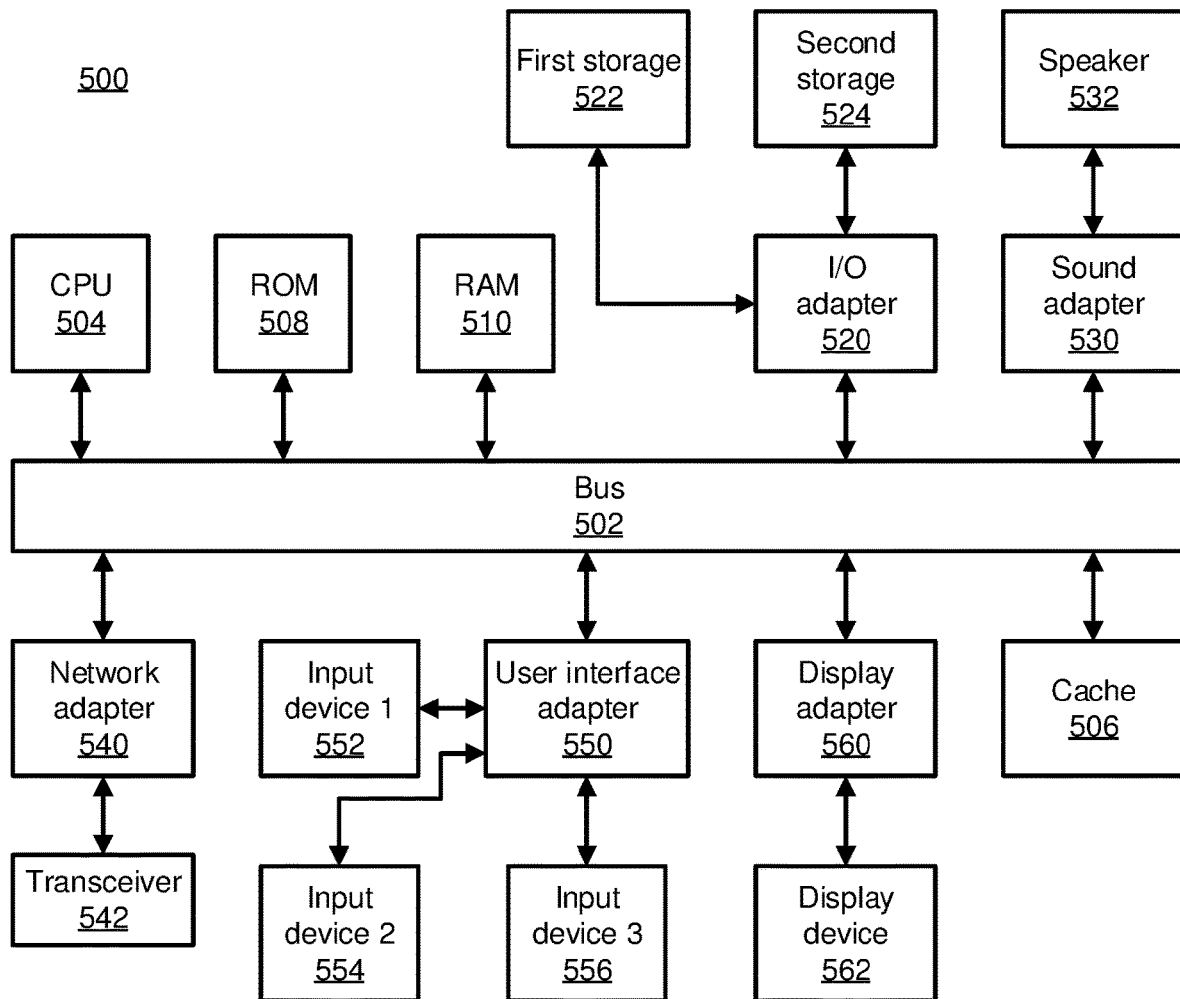 500
First storage
522
Second
storage
524
Speaker
532
CPU
504
ROM
508
RAM
510
I/O
adapter
520
Sound
adapter
530
Bus
502
Network
adapter
540
Input
device 1
552
User interface
adapter
550
Display
adapter
560
Cache
506
Transceiver
542
Input
device 2
554
Input
device 3
556
Display
device
562